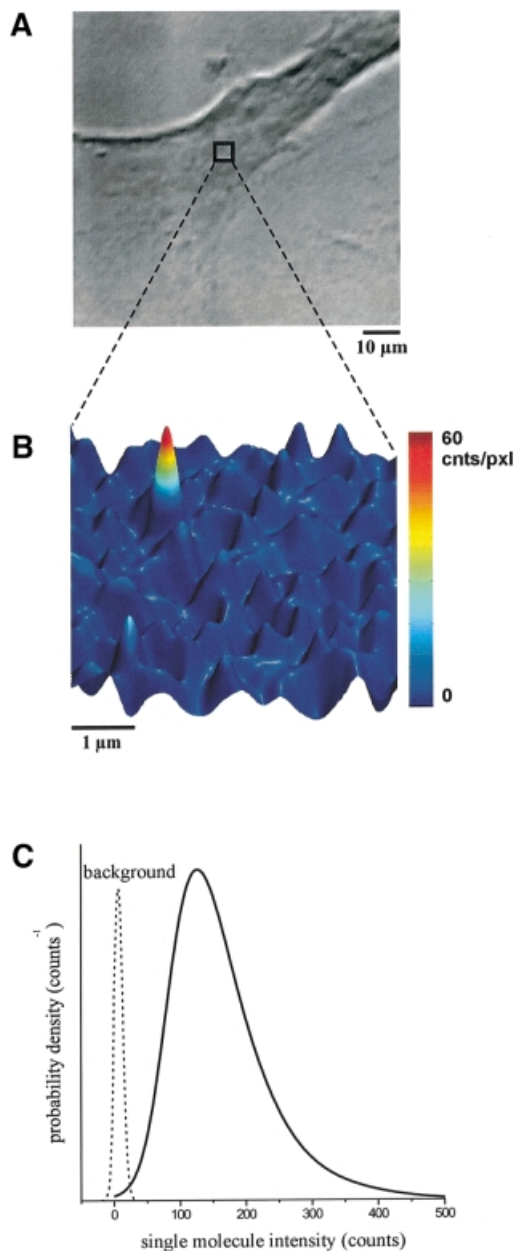 A
10 µm
B
60
cnts/pxl
0
1 µm
C
background
probability density (counts⁻¹)
0 100 200 300 400 500
single molecule intensity (counts)